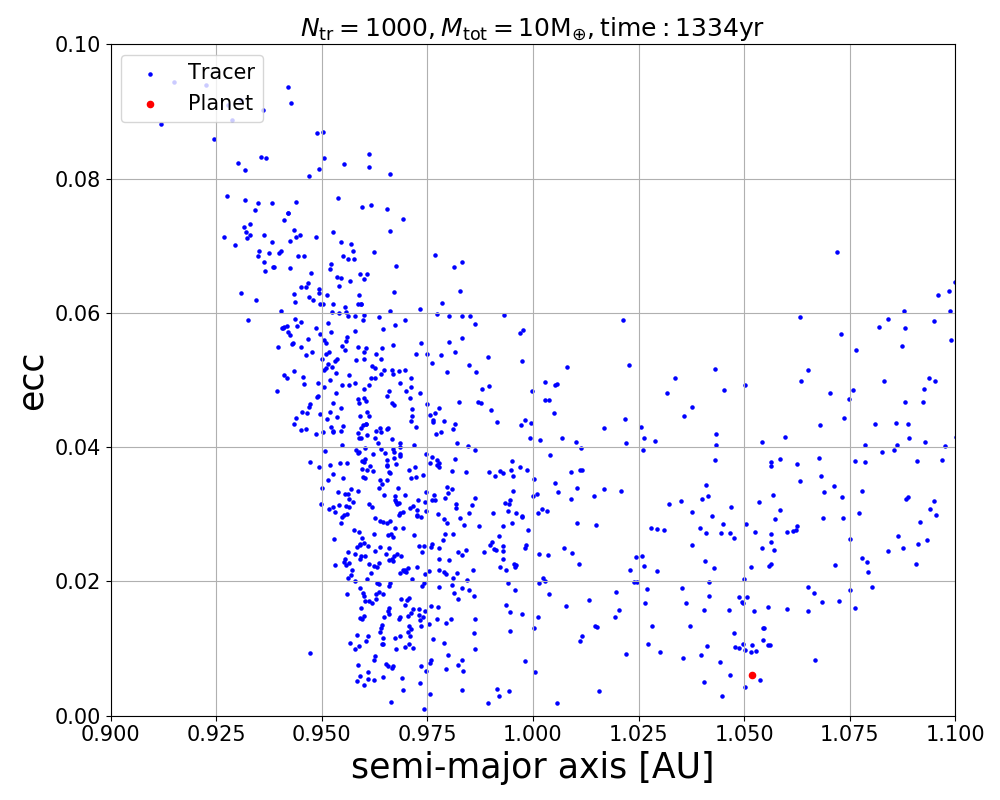 N_tr = 1000, M_tot = 10M_⊕, time : 1334yr
0.10
0.08
0.06
0.04
0.02
0.00
ecc
Tracer
Planet
0.900 0.925 0.950 0.975 1.000 1.025 1.050 1.075 1.100
semi-major axis [AU]